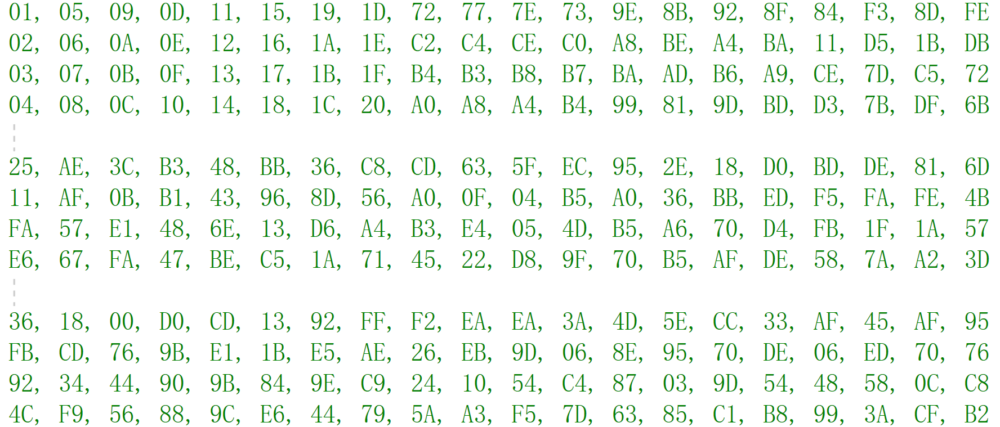 01, 05, 09, 0D, 11, 15, 19, 1D, 72, 77, 7E, 73, 9E, 8B, 92, 8F, 84, F3, 8D, FE
02, 06, 0A, 0E, 12, 16, 1A, 1E, C2, C4, CE, C0, A8, BE, A4, BA, 11, D5, 1B, DB
03, 07, 0B, 0F, 13, 17, 1B, 1F, B4, B3, B8, B7, BA, AD, B6, A9, CE, 7D, C5, 72
04, 08, 0C, 10, 14, 18, 1C, 20, A0, A8, A4, B4, 99, 81, 9D, BD, D3, 7B, DF, 6B
25, AE, 3C, B3, 48, BB, 36, C8, CD, 63, 5F, EC, 95, 2E, 18, D0, BD, DE, 81, 6D
11, AF, 0B, B1, 43, 96, 8D, 56, A0, 0F, 04, B5, A0, 36, BB, ED, F5, FA, FE, 4B
FA, 57, E1, 48, 6E, 13, D6, A4, B3, E4, 05, 4D, B5, A6, 70, D4, FB, 1F, 1A, 57
E6, 67, FA, 47, BE, C5, 1A, 71, 45, 22, D8, 9F, 70, B5, AF, DE, 58, 7A, A2, 3D
36, 18, 00, D0, CD, 13, 92, FF, F2, EA, EA, 3A, 4D, 5E, CC, 33, AF, 45, AF, 95
FB, CD, 76, 9B, E1, 1B, E5, AE, 26, EB, 9D, 06, 8E, 95, 70, DE, 06, ED, 70, 76
92, 34, 44, 90, 9B, 84, 9E, C9, 24, 10, 54, C4, 87, 03, 9D, 54, 48, 58, 0C, C8
4C, F9, 56, 88, 9C, E6, 44, 79, 5A, A3, F5, 7D, 63, 85, C1, B8, 99, 3A, CF, B2